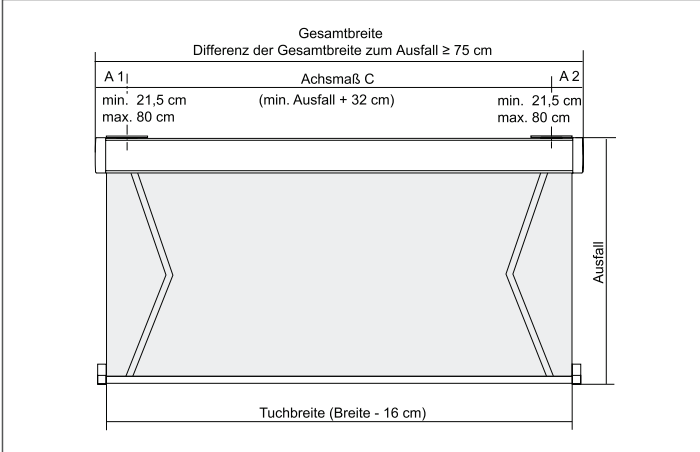 Gesamtbreite
Differenz der Gesamtbreite zum Ausfall ≥ 75 cm
A 1
Achsmaß C
A 2
min. 21,5 cm
(min. Ausfall + 32 cm)
min. 21,5 cm
max. 80 cm
max. 80 cm
Ausfall
Tuchbreite (Breite - 16 cm)